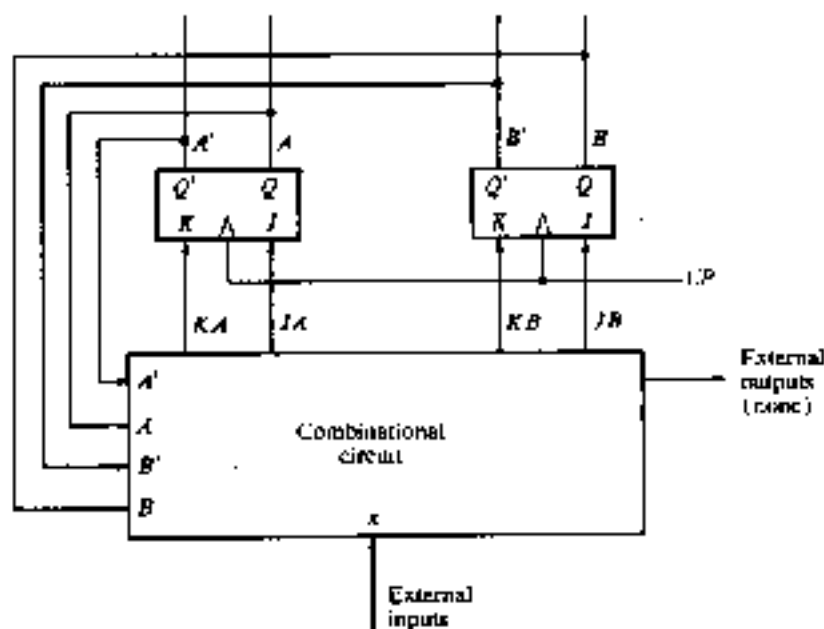 A' A B' B
Q' Q Q' Q
K J K J
CP
KA JA KB JB
External
outputs
(none)
A'
A
Combinational
circuit
B'
B
x
External
inputs